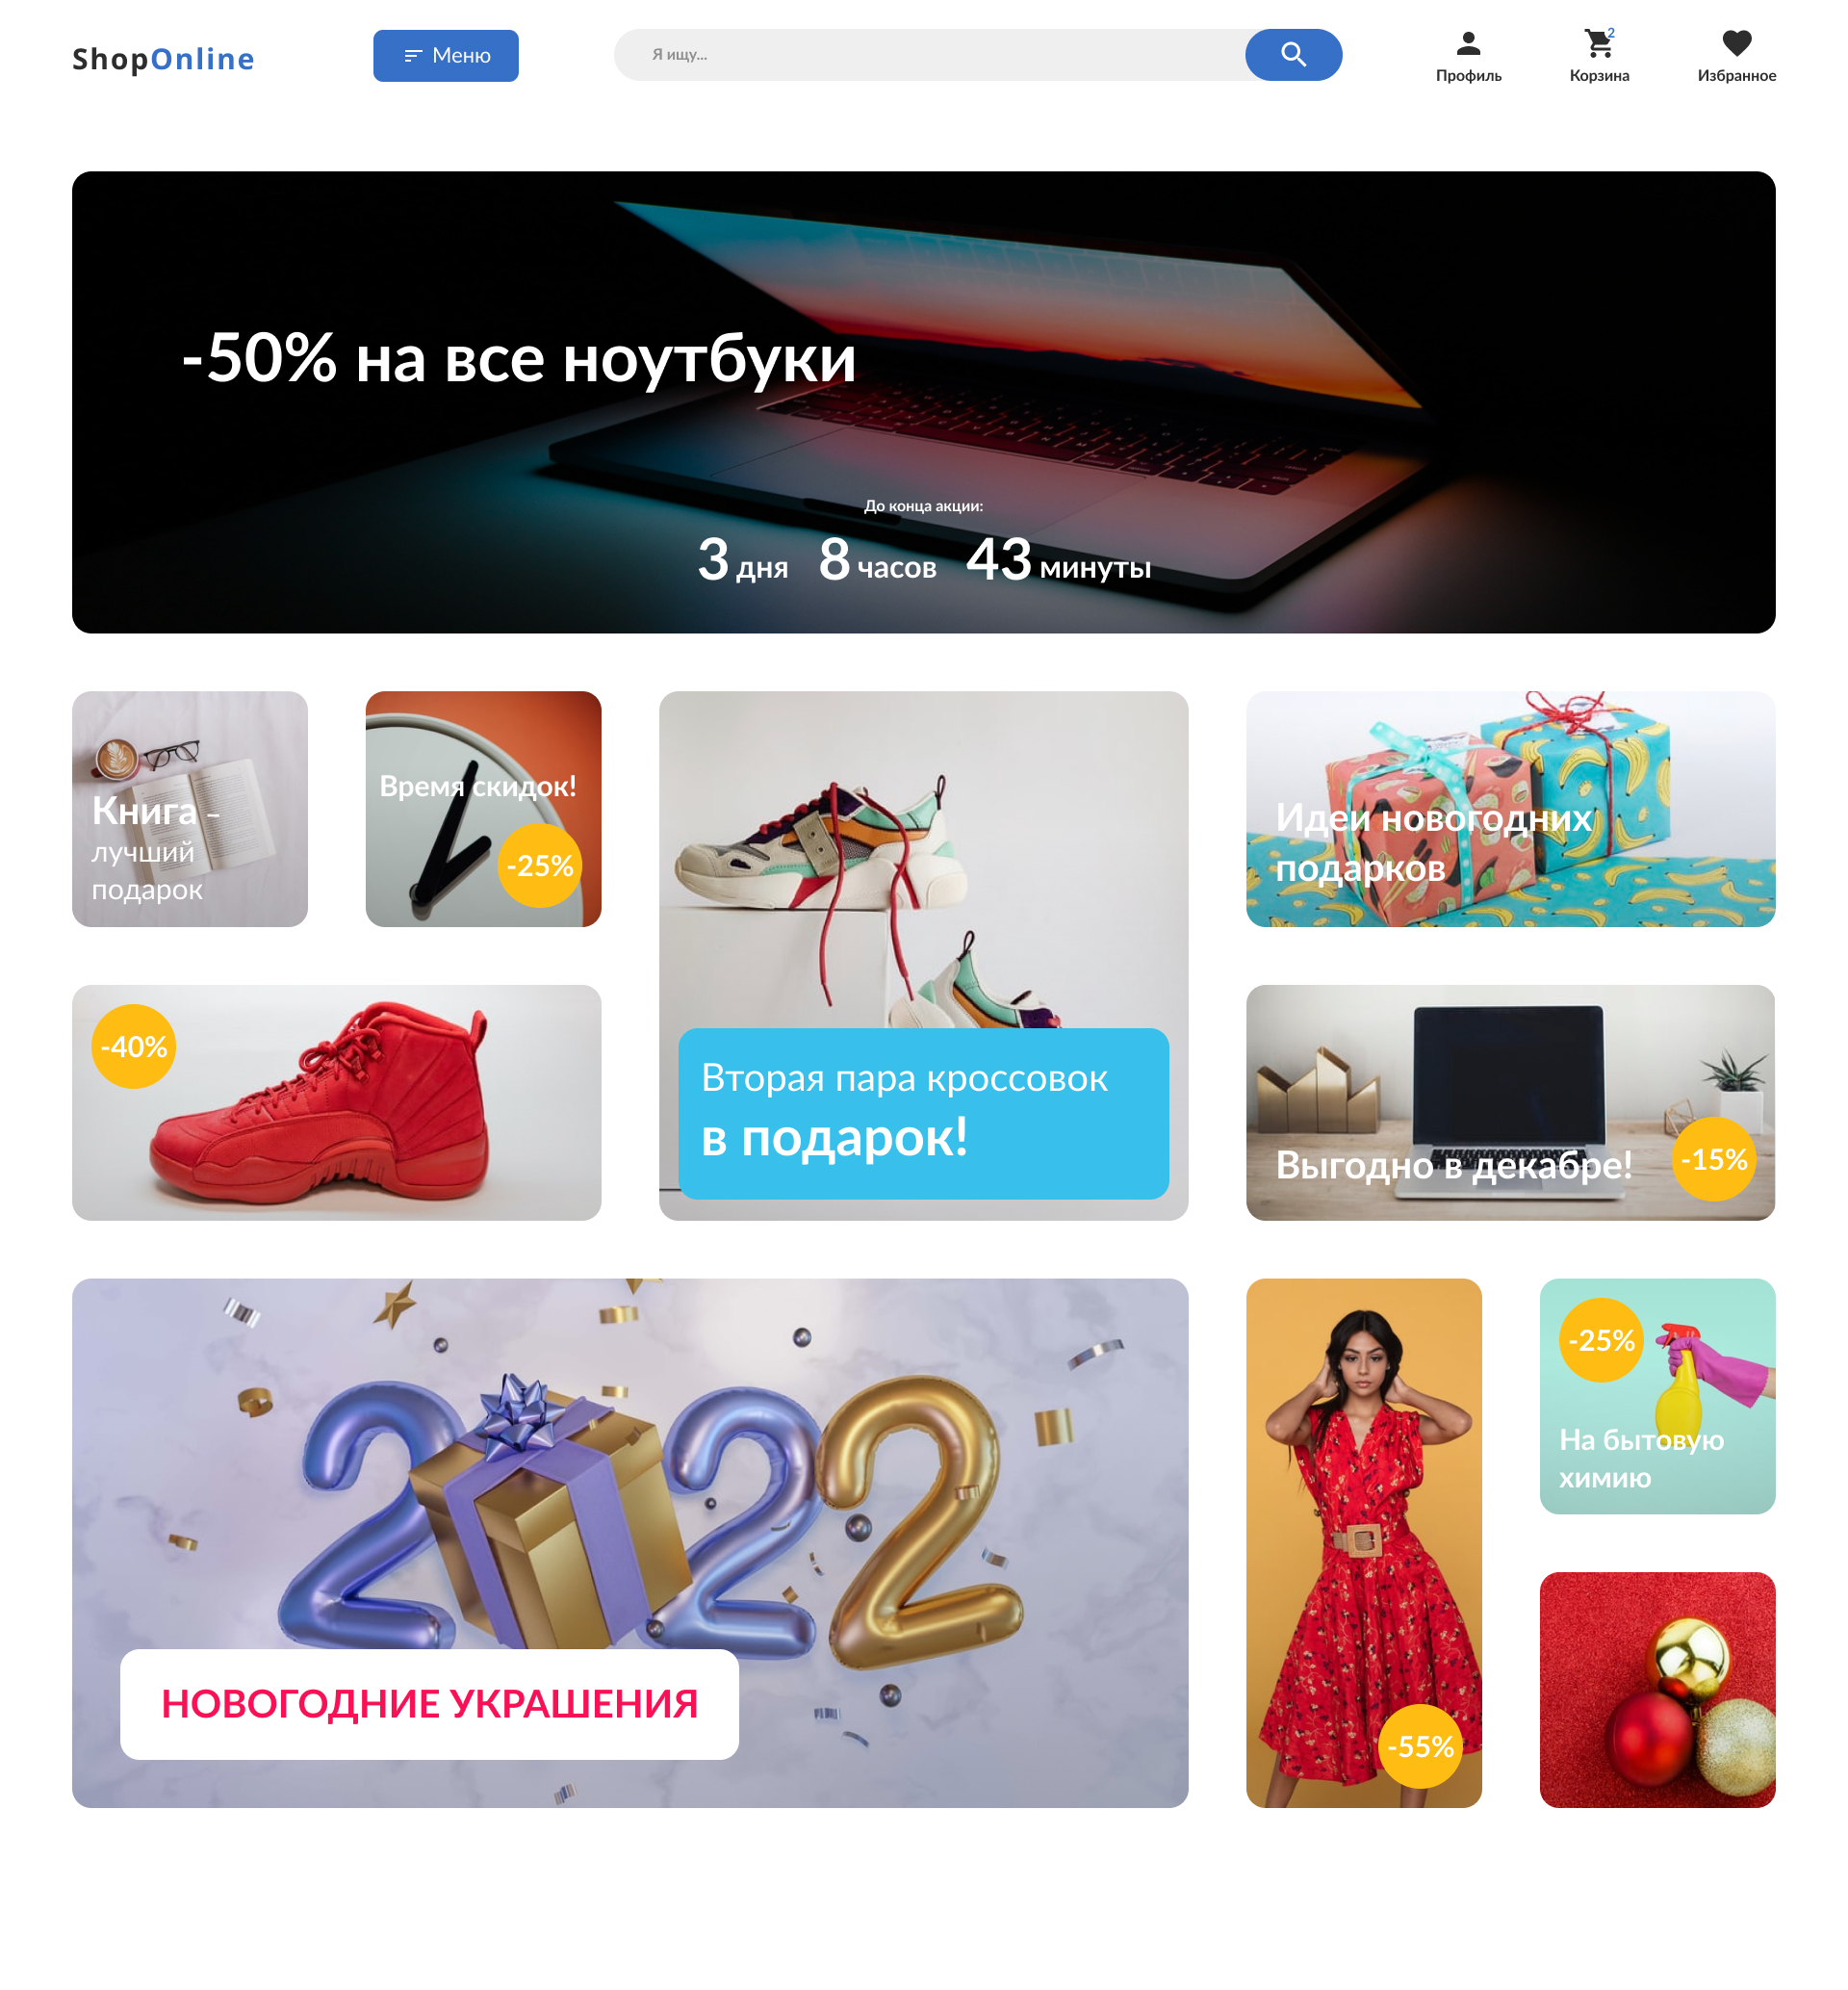 ShopOnline
Меню
Я ищу...
2
Профиль
Корзина
Избранное
-50% на все ноутбуки
До конца акции:
3 дня 8 часов 43 минуты
Книга –
лучший
подарок
Время скидок!
-25%
Идеи новогодних
подарков
-40%
Вторая пара кроссовок
в подарок!
Выгодно в декабре!
-15%
2022
НОВОГОДНИЕ УКРАШЕНИЯ
-55%
-25%
На бытовую
химию